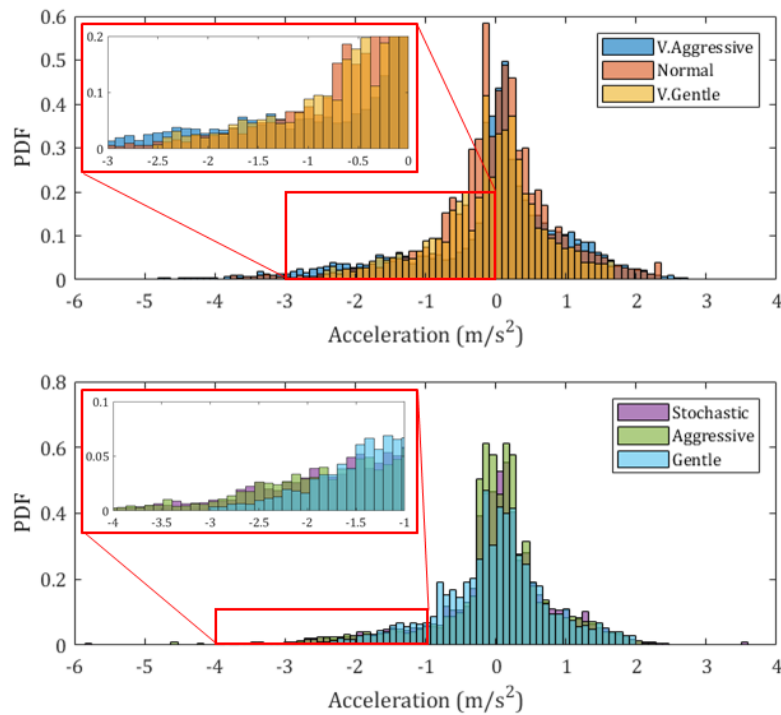 0.6
0.5
0.4
0.3
0.2
0.1
0
PDF
0.2
0.1
0
-3 -2.5 -2 -1.5 -1 -0.5 0
V.Aggressive
Normal
V.Gentle
-6 -5 -4 -3 -2 -1 0 1 2 3 4
Acceleration (m/s²)
0.8
0.6
0.4
0.2
0
PDF
0.1
0.05
0
-4 -3.5 -3 -2.5 -2 -1.5 -1
Stochastic
Aggressive
Gentle
-6 -5 -4 -3 -2 -1 0 1 2 3 4
Acceleration (m/s²)